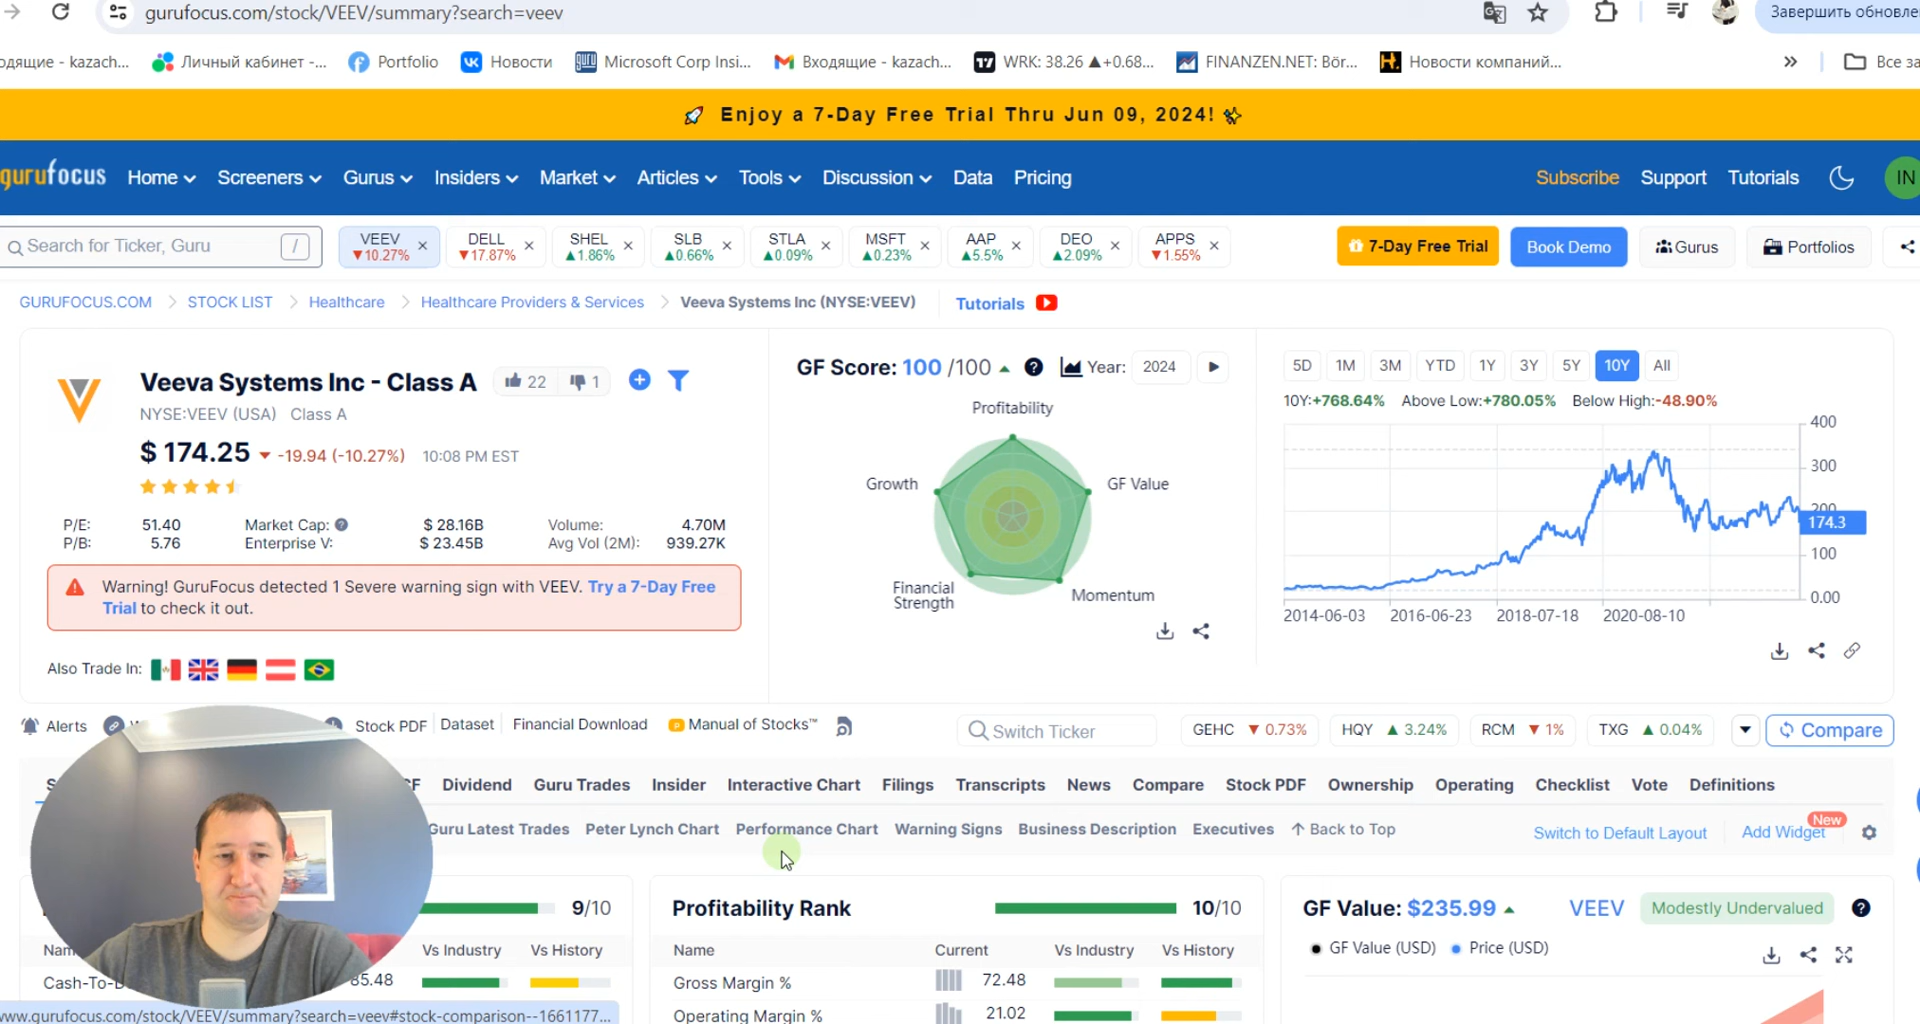 gurufocus.com/stock/VEEV/summary?search=veev
Завершить обновле
одящие - kazach... Личный кабинет -... Portfolio Новости Microsoft Corp Insi... Входящие - kazach... WRK: 38.26 ▲+0.68... FINANZEN.NET: Bör... Новости компаний... » Все за
Enjoy a 7-Day Free Trial Thru Jun 09, 2024!
gurufocus Home Screeners Gurus Insiders Market Articles Tools Discussion Data Pricing Subscribe Support Tutorials IN
Search for Ticker, Guru /
VEEV ▼10.27% ×
DELL ▼17.87% ×
SHEL ▲1.86% ×
SLB ▲0.66% ×
STLA ▲0.09% ×
MSFT ▲0.23% ×
AAP ▲5.5% ×
DEO ▲2.09% ×
APPS ▼1.55% ×
7-Day Free Trial Book Demo Gurus Portfolios
GURUFOCUS.COM STOCK LIST Healthcare Healthcare Providers & Services Veeva Systems Inc (NYSE:VEEV) Tutorials
Veeva Systems Inc - Class A 22 1
NYSE:VEEV (USA) Class A
$ 174.25 -19.94 (-10.27%) 10:08 PM EST
P/E: 51.40 Market Cap: $ 28.16B Volume: 4.70M
P/B: 5.76 Enterprise V: $ 23.45B Avg Vol (2M): 939.27K
Warning! GuruFocus detected 1 Severe warning sign with VEEV. Try a 7-Day Free
Trial to check it out.
Also Trade In:
GF Score: 100 /100 Year: 2024
Profitability
Growth
GF Value
Financial
Strength
Momentum
5D 1M 3M YTD 1Y 3Y 5Y 10Y All
10Y:+768.64% Above Low:+780.05% Below High:-48.90%
400
300
200
174.3
100
0.00
2014-06-03 2016-06-23 2018-07-18 2020-08-10
Alerts Stock PDF Dataset Financial Download Manual of Stocks™ Switch Ticker GEHC ▼ 0.73% HQY ▲ 3.24% RCM ▼ 1% TXG ▲ 0.04% Compare
Dividend Guru Trades Insider Interactive Chart Filings Transcripts News Compare Stock PDF Ownership Operating Checklist Vote Definitions
Guru Latest Trades Peter Lynch Chart Performance Chart Warning Signs Business Description Executives Back to Top Switch to Default Layout Add Widget New
9/10
Vs Industry Vs History
Cash-To-D 85.48
Profitability Rank 10/10
Name Current Vs Industry Vs History
Gross Margin % 72.48
Operating Margin % 21.02
GF Value: $235.99 VEEV Modestly Undervalued
GF Value (USD) Price (USD)
www.gurufocus.com/stock/VEEV/summary?search=veev#stock-comparison--1661177...